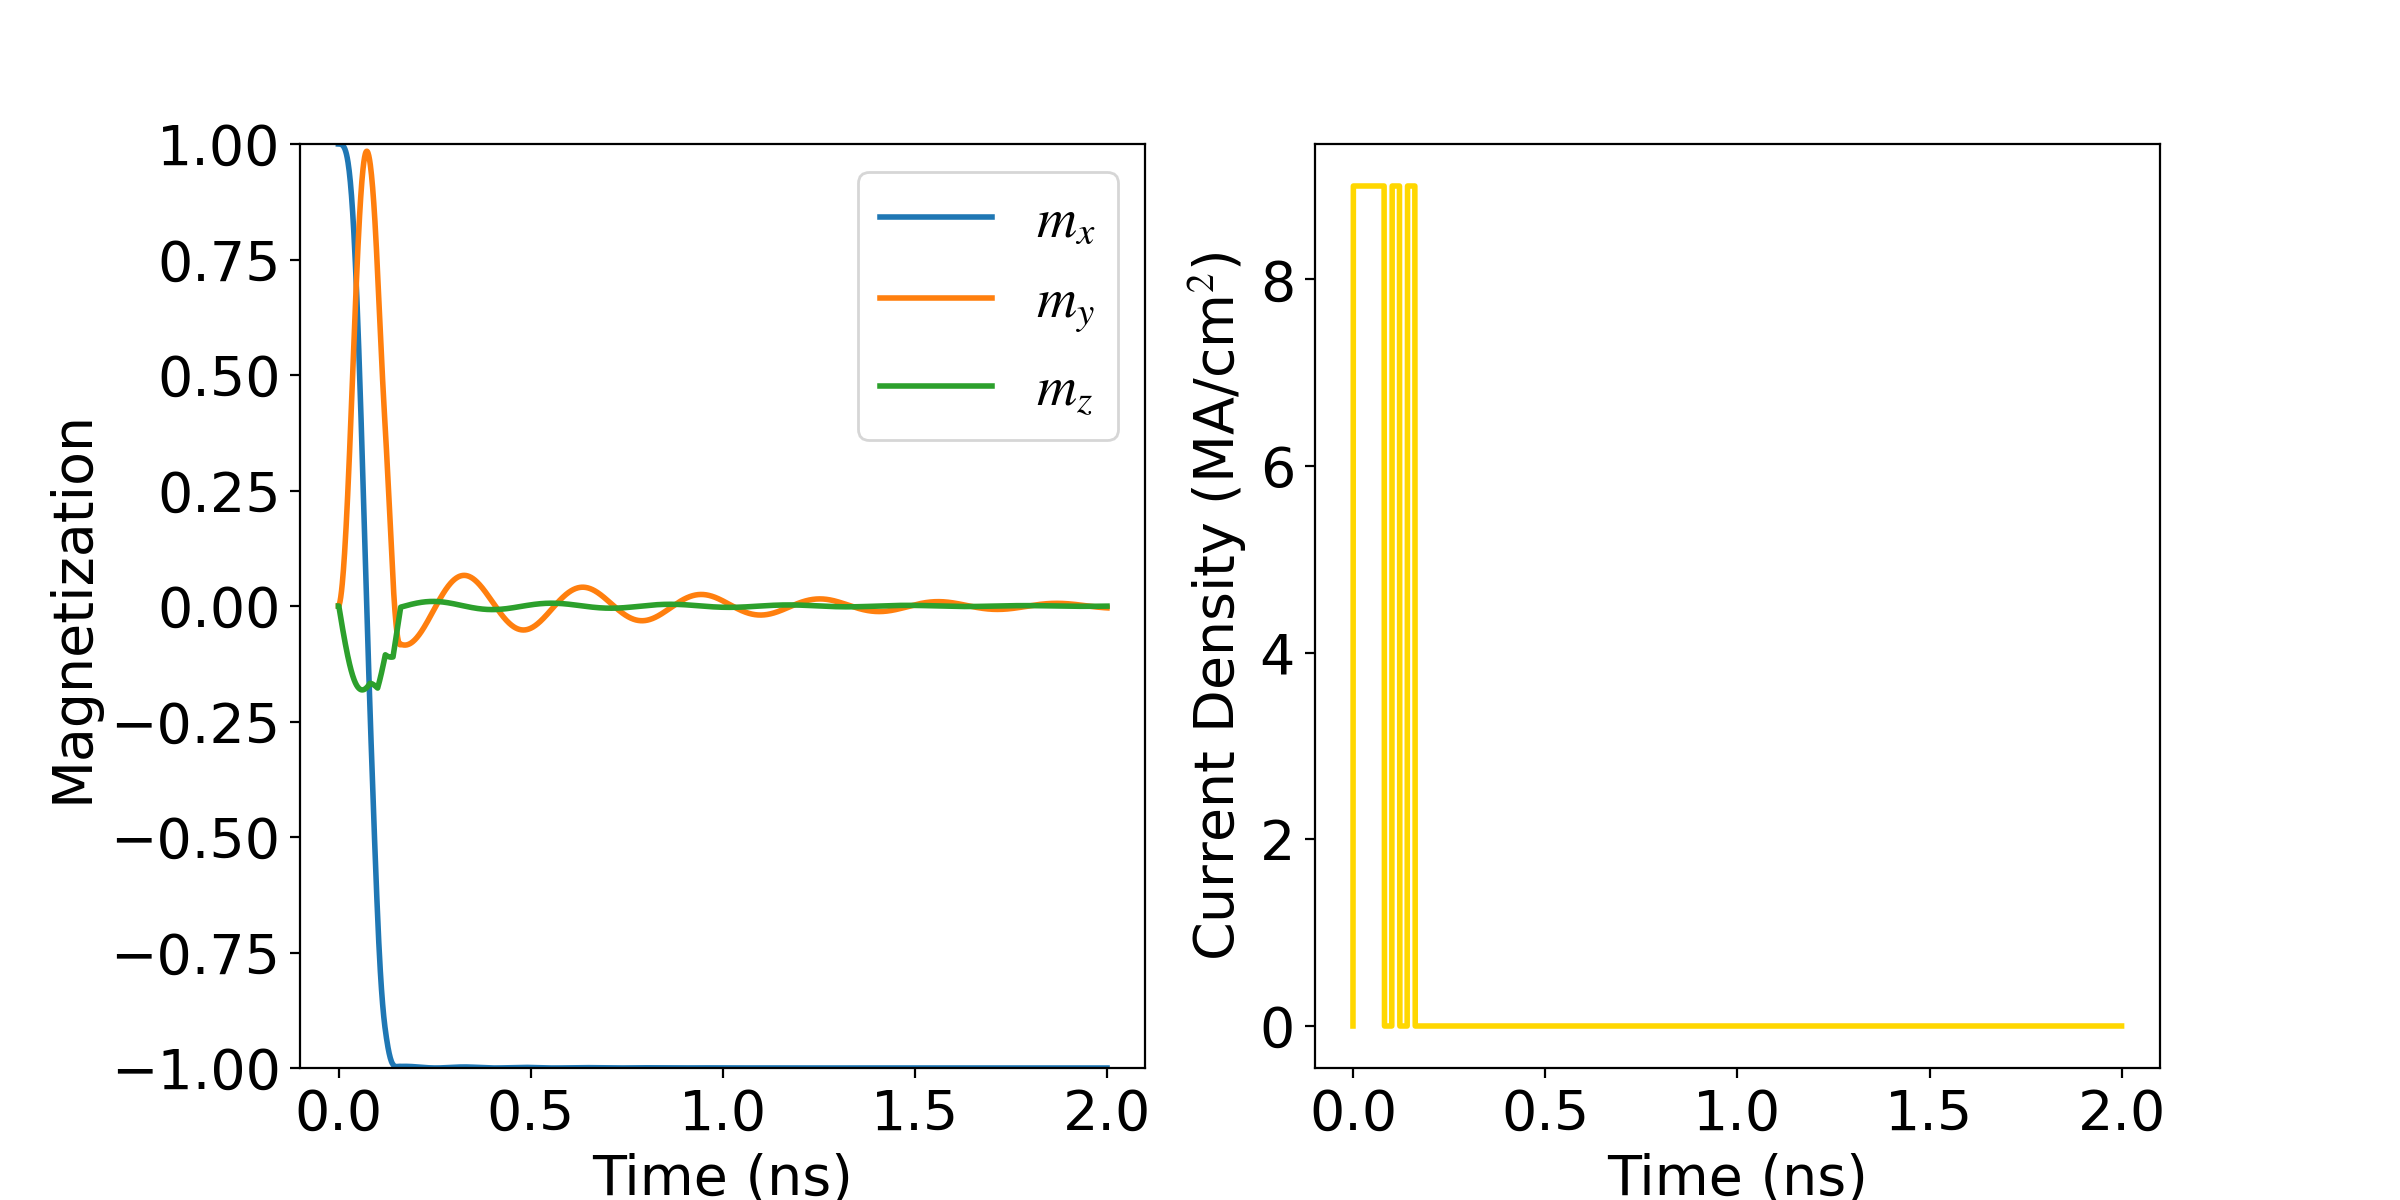 1.00
0.75
0.50
0.25
0.00
−0.25
−0.50
−0.75
−1.00
Magnetization
0.0 0.5 1.0 1.5 2.0
Time (ns)
m_x
m_y
m_z
8
6
4
2
0
Current Density (MA/cm²)
0.0 0.5 1.0 1.5 2.0
Time (ns)